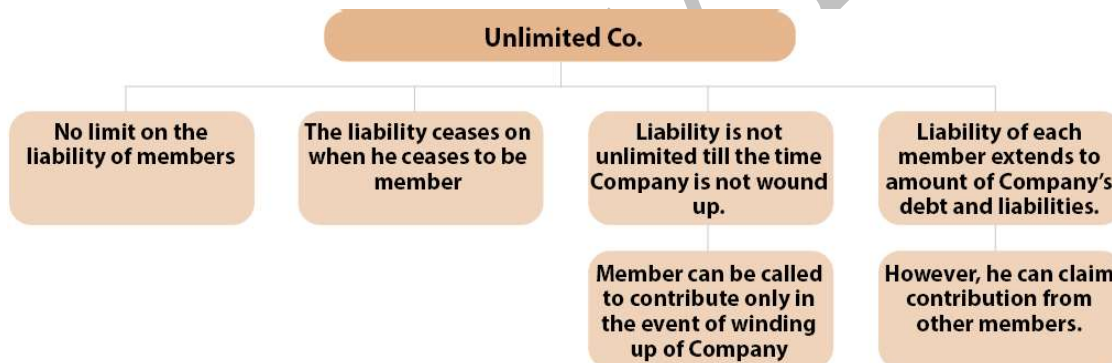 Unlimited Co.
No limit on the
liability of members
The liability ceases on
when he ceases to be
member
Liability is not
unlimited till the time
Company is not wound
up.
Liability of each
member extends to
amount of Company's
debt and liabilities.
Member can be called
to contribute only in
the event of winding
up of Company
However, he can claim
contribution from
other members.